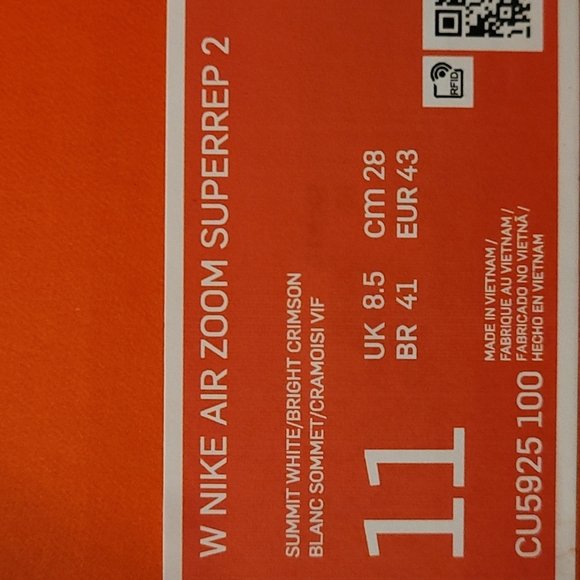 W NIKE AIR ZOOM SUPERREP 2
SUMMIT WHITE/BRIGHT CRIMSON
BLANC SOMMET/CRAMOISI VIF
11
UK 8.5 cm 28
BR 41 EUR 43
RFID
CU5925 100
MADE IN VIETNAM/
FABRIQUE AU VIETNAM/
FABRICADO NO VIETNÃ/
HECHO EN VIETNAM